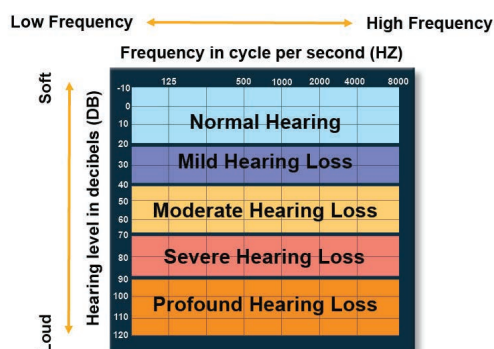 Low Frequency High Frequency
Frequency in cycle per second (HZ)
Soft
Loud
Hearing level in decibels (DB)
125 500 1000 2000 4000 8000
-10
0
10
Normal Hearing
20
30
Mild Hearing Loss
40
50
Moderate Hearing Loss
60
70
80
Severe Hearing Loss
90
100
Profound Hearing Loss
110
120